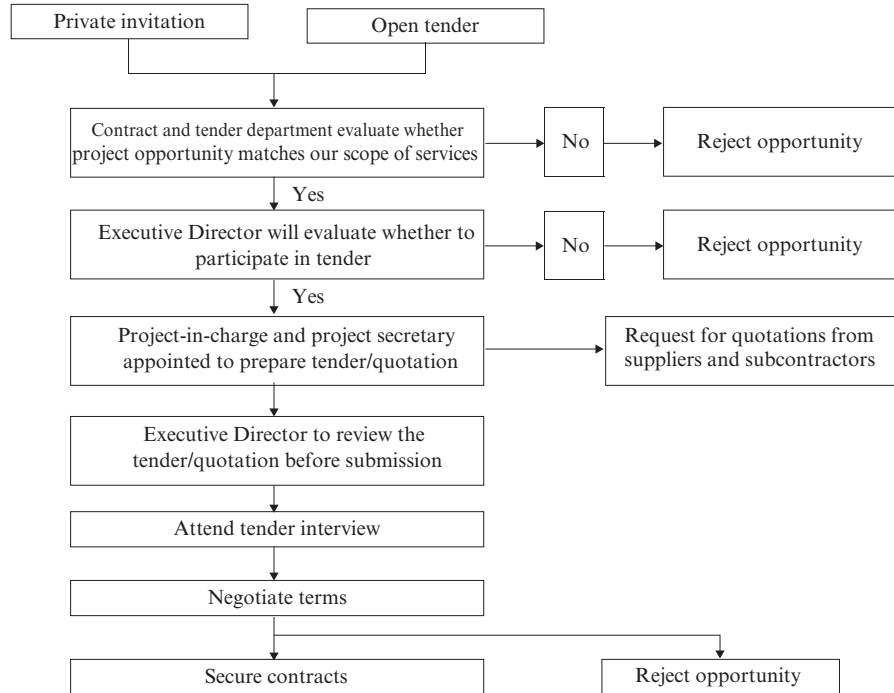 Private invitation
Open tender
Contract and tender department evaluate whether
project opportunity matches our scope of services
No
Reject opportunity
Yes
Executive Director will evaluate whether to
participate in tender
No
Reject opportunity
Yes
Project-in-charge and project secretary
appointed to prepare tender/quotation
Request for quotations from
suppliers and subcontractors
Executive Director to review the
tender/quotation before submission
Attend tender interview
Negotiate terms
Secure contracts
Reject opportunity